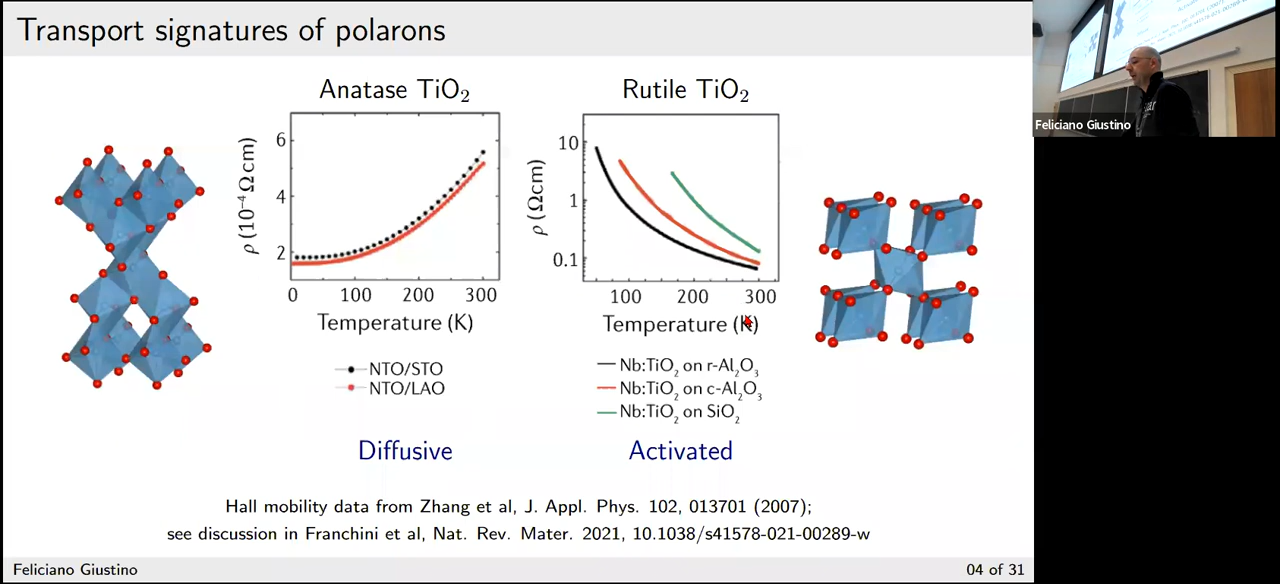 Transport signatures of polarons
Anatase TiO₂
Rutile TiO₂
ρ (10⁻⁴ Ω cm)
6
4
2
0
100
200
300
Temperature (K)
NTO/STO
NTO/LAO
Diffusive
ρ (Ωcm)
10
1
0.1
100
200
300
Temperature (K)
Nb:TiO₂ on r-Al₂O₃
Nb:TiO₂ on c-Al₂O₃
Nb:TiO₂ on SiO₂
Activated
Hall mobility data from Zhang et al, J. Appl. Phys. 102, 013701 (2007);
see discussion in Franchini et al, Nat. Rev. Mater. 2021, 10.1038/s41578-021-00289-w
Feliciano Giustino
04 of 31
Feliciano Giustino